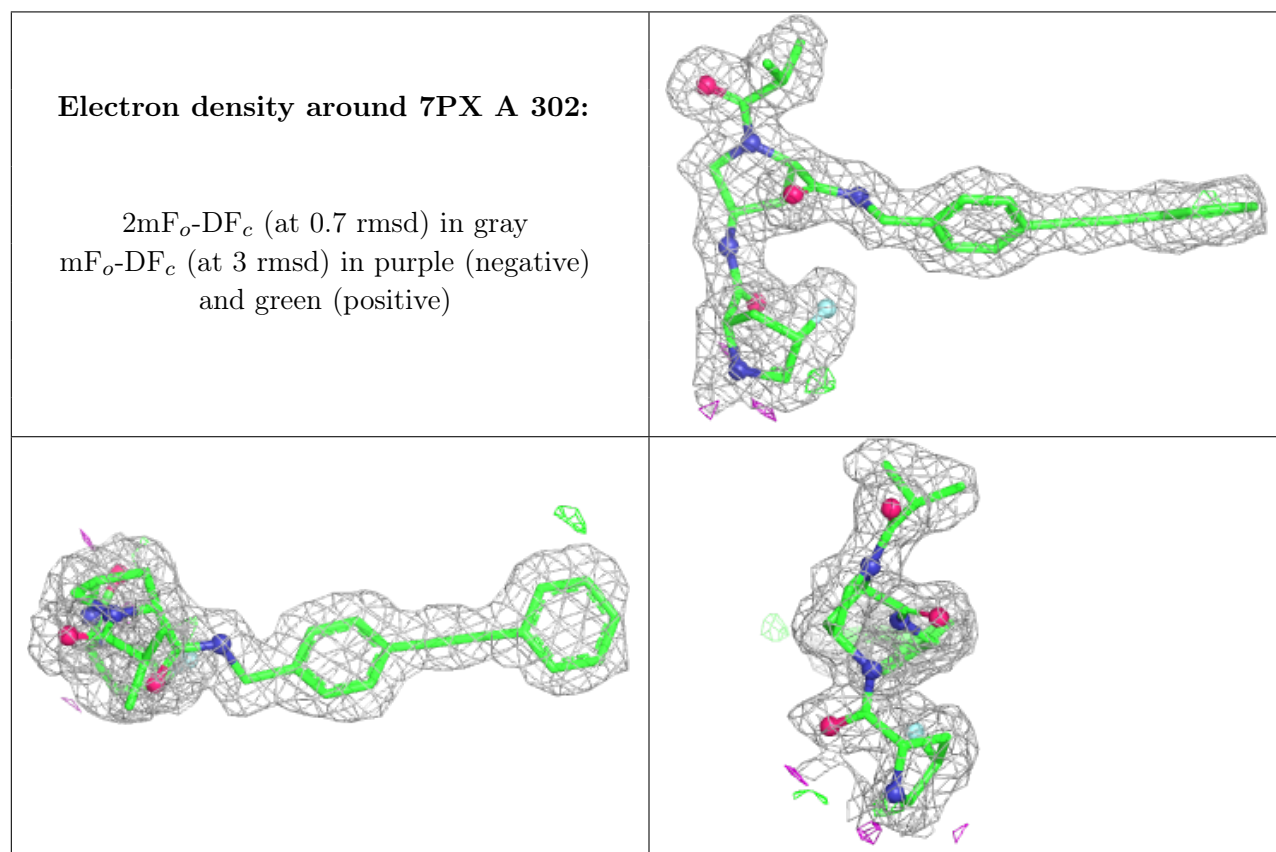 Electron density around 7PX A 302:
2mFo-DFc (at 0.7 rmsd) in gray
mFo-DFc (at 3 rmsd) in purple (negative)
and green (positive)